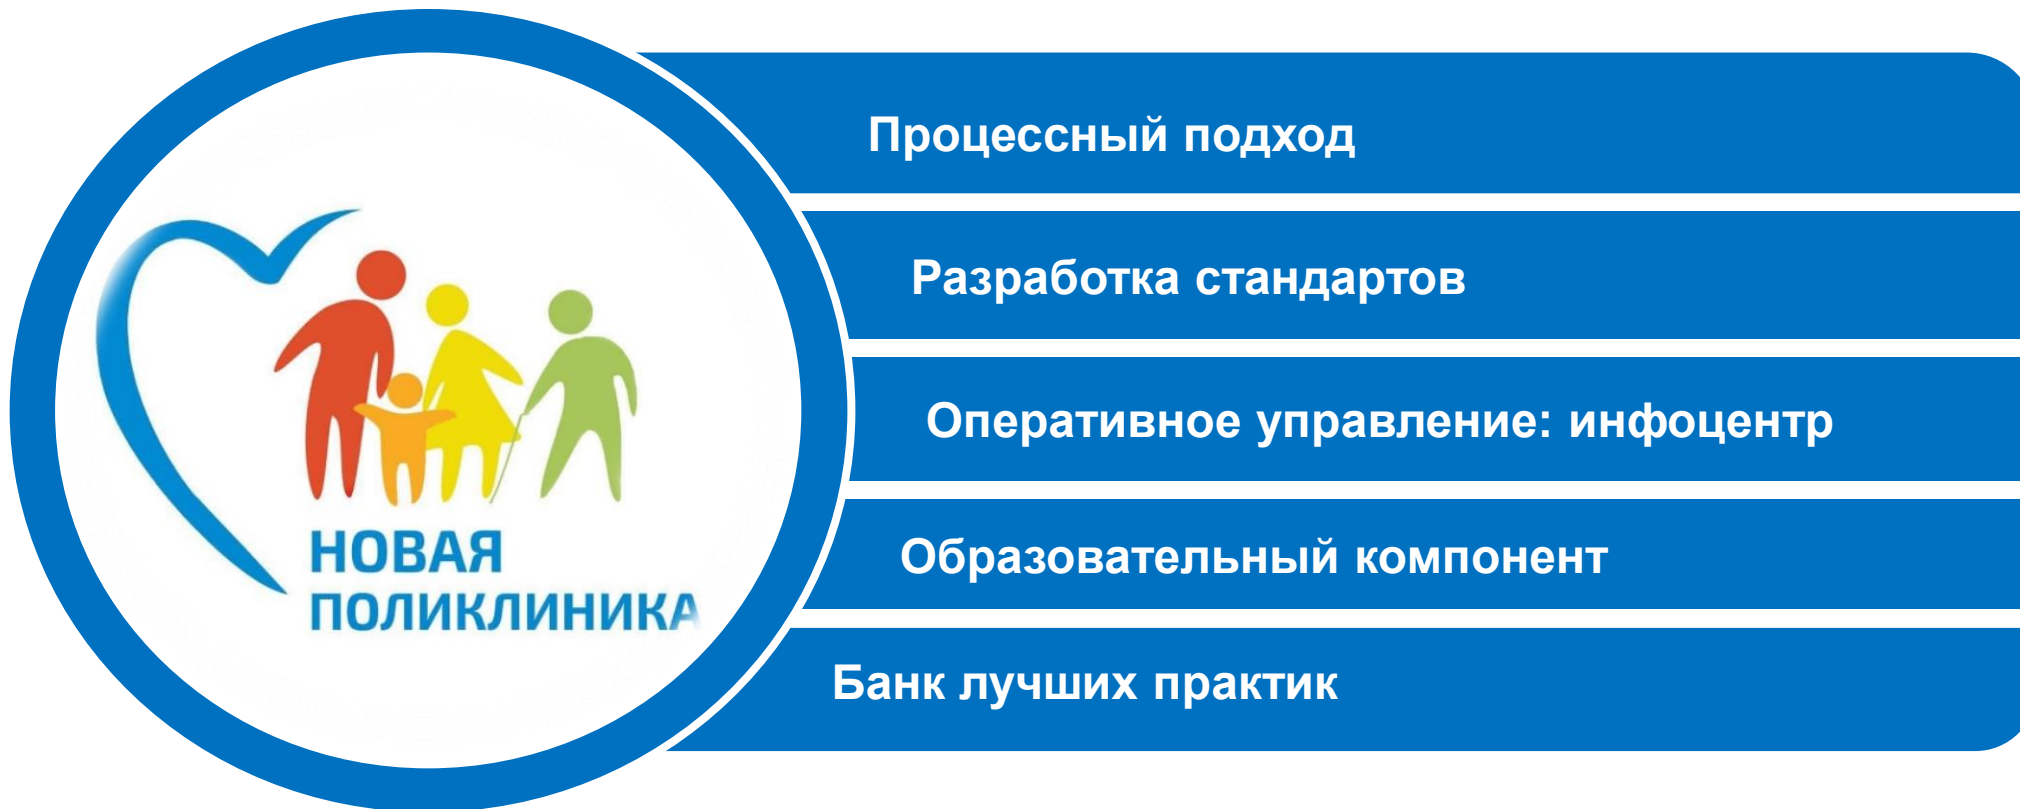 Процессный подход
Разработка стандартов
Оперативное управление: инфоцентр
Образовательный компонент
Банк лучших практик
НОВАЯ
ПОЛИКЛИНИКА